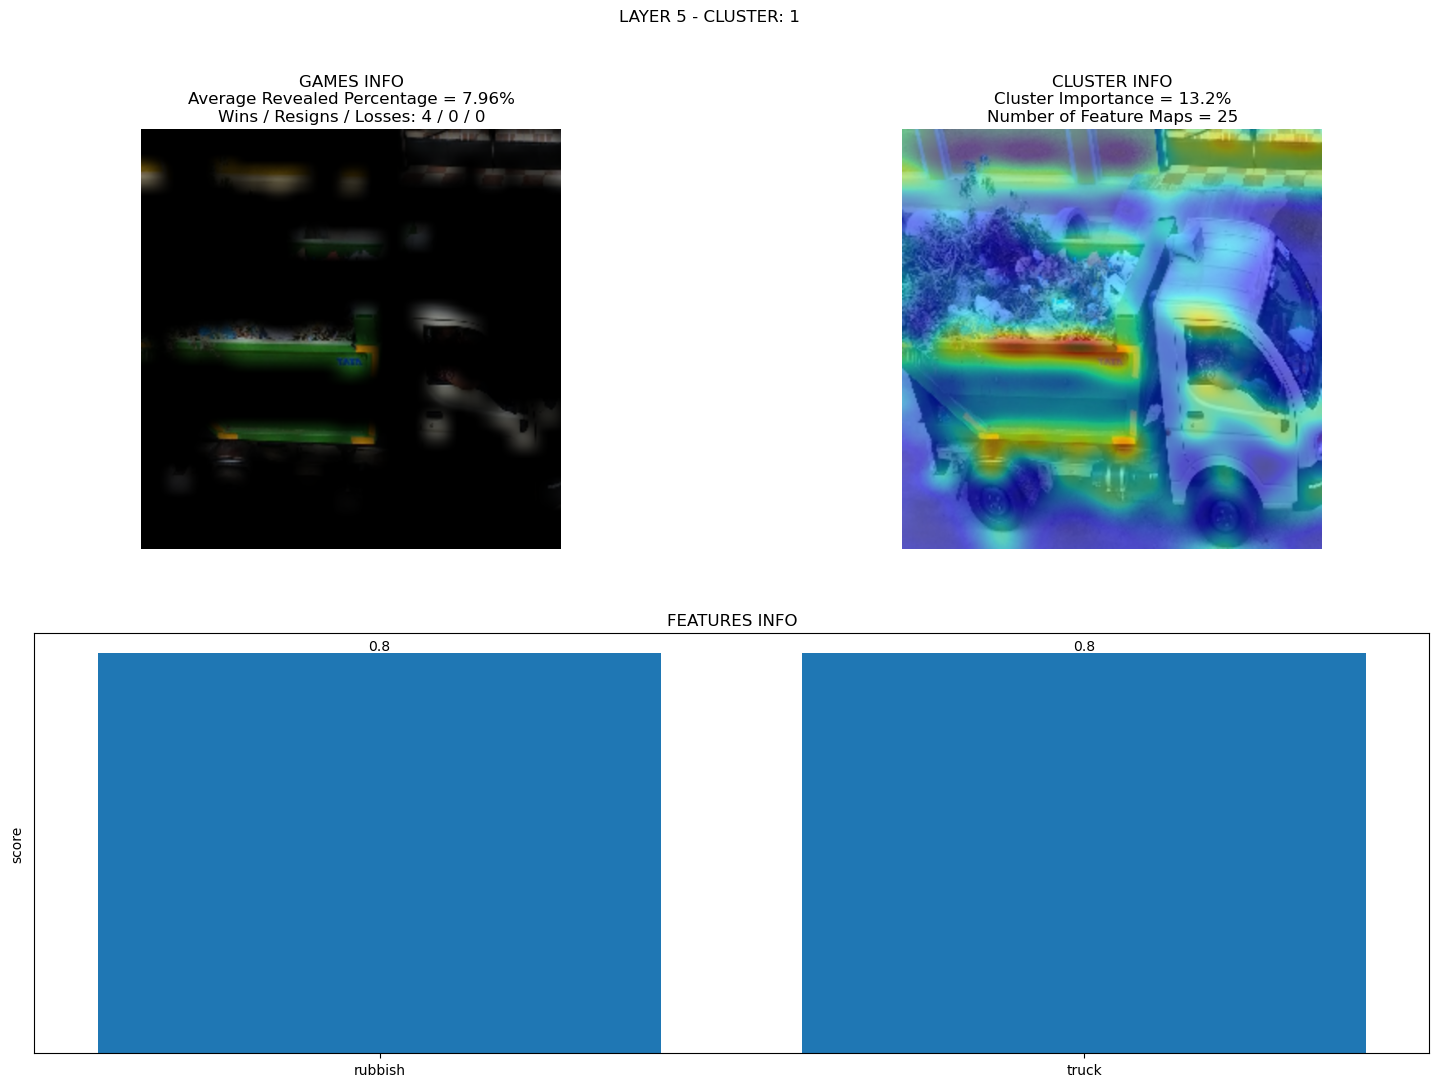 LAYER 5 - CLUSTER: 1
GAMES INFO
Average Revealed Percentage = 7.96%
Wins / Resigns / Losses: 4 / 0 / 0
CLUSTER INFO
Cluster Importance = 13.2%
Number of Feature Maps = 25
FEATURES INFO
0.8
0.8
score
rubbish
truck